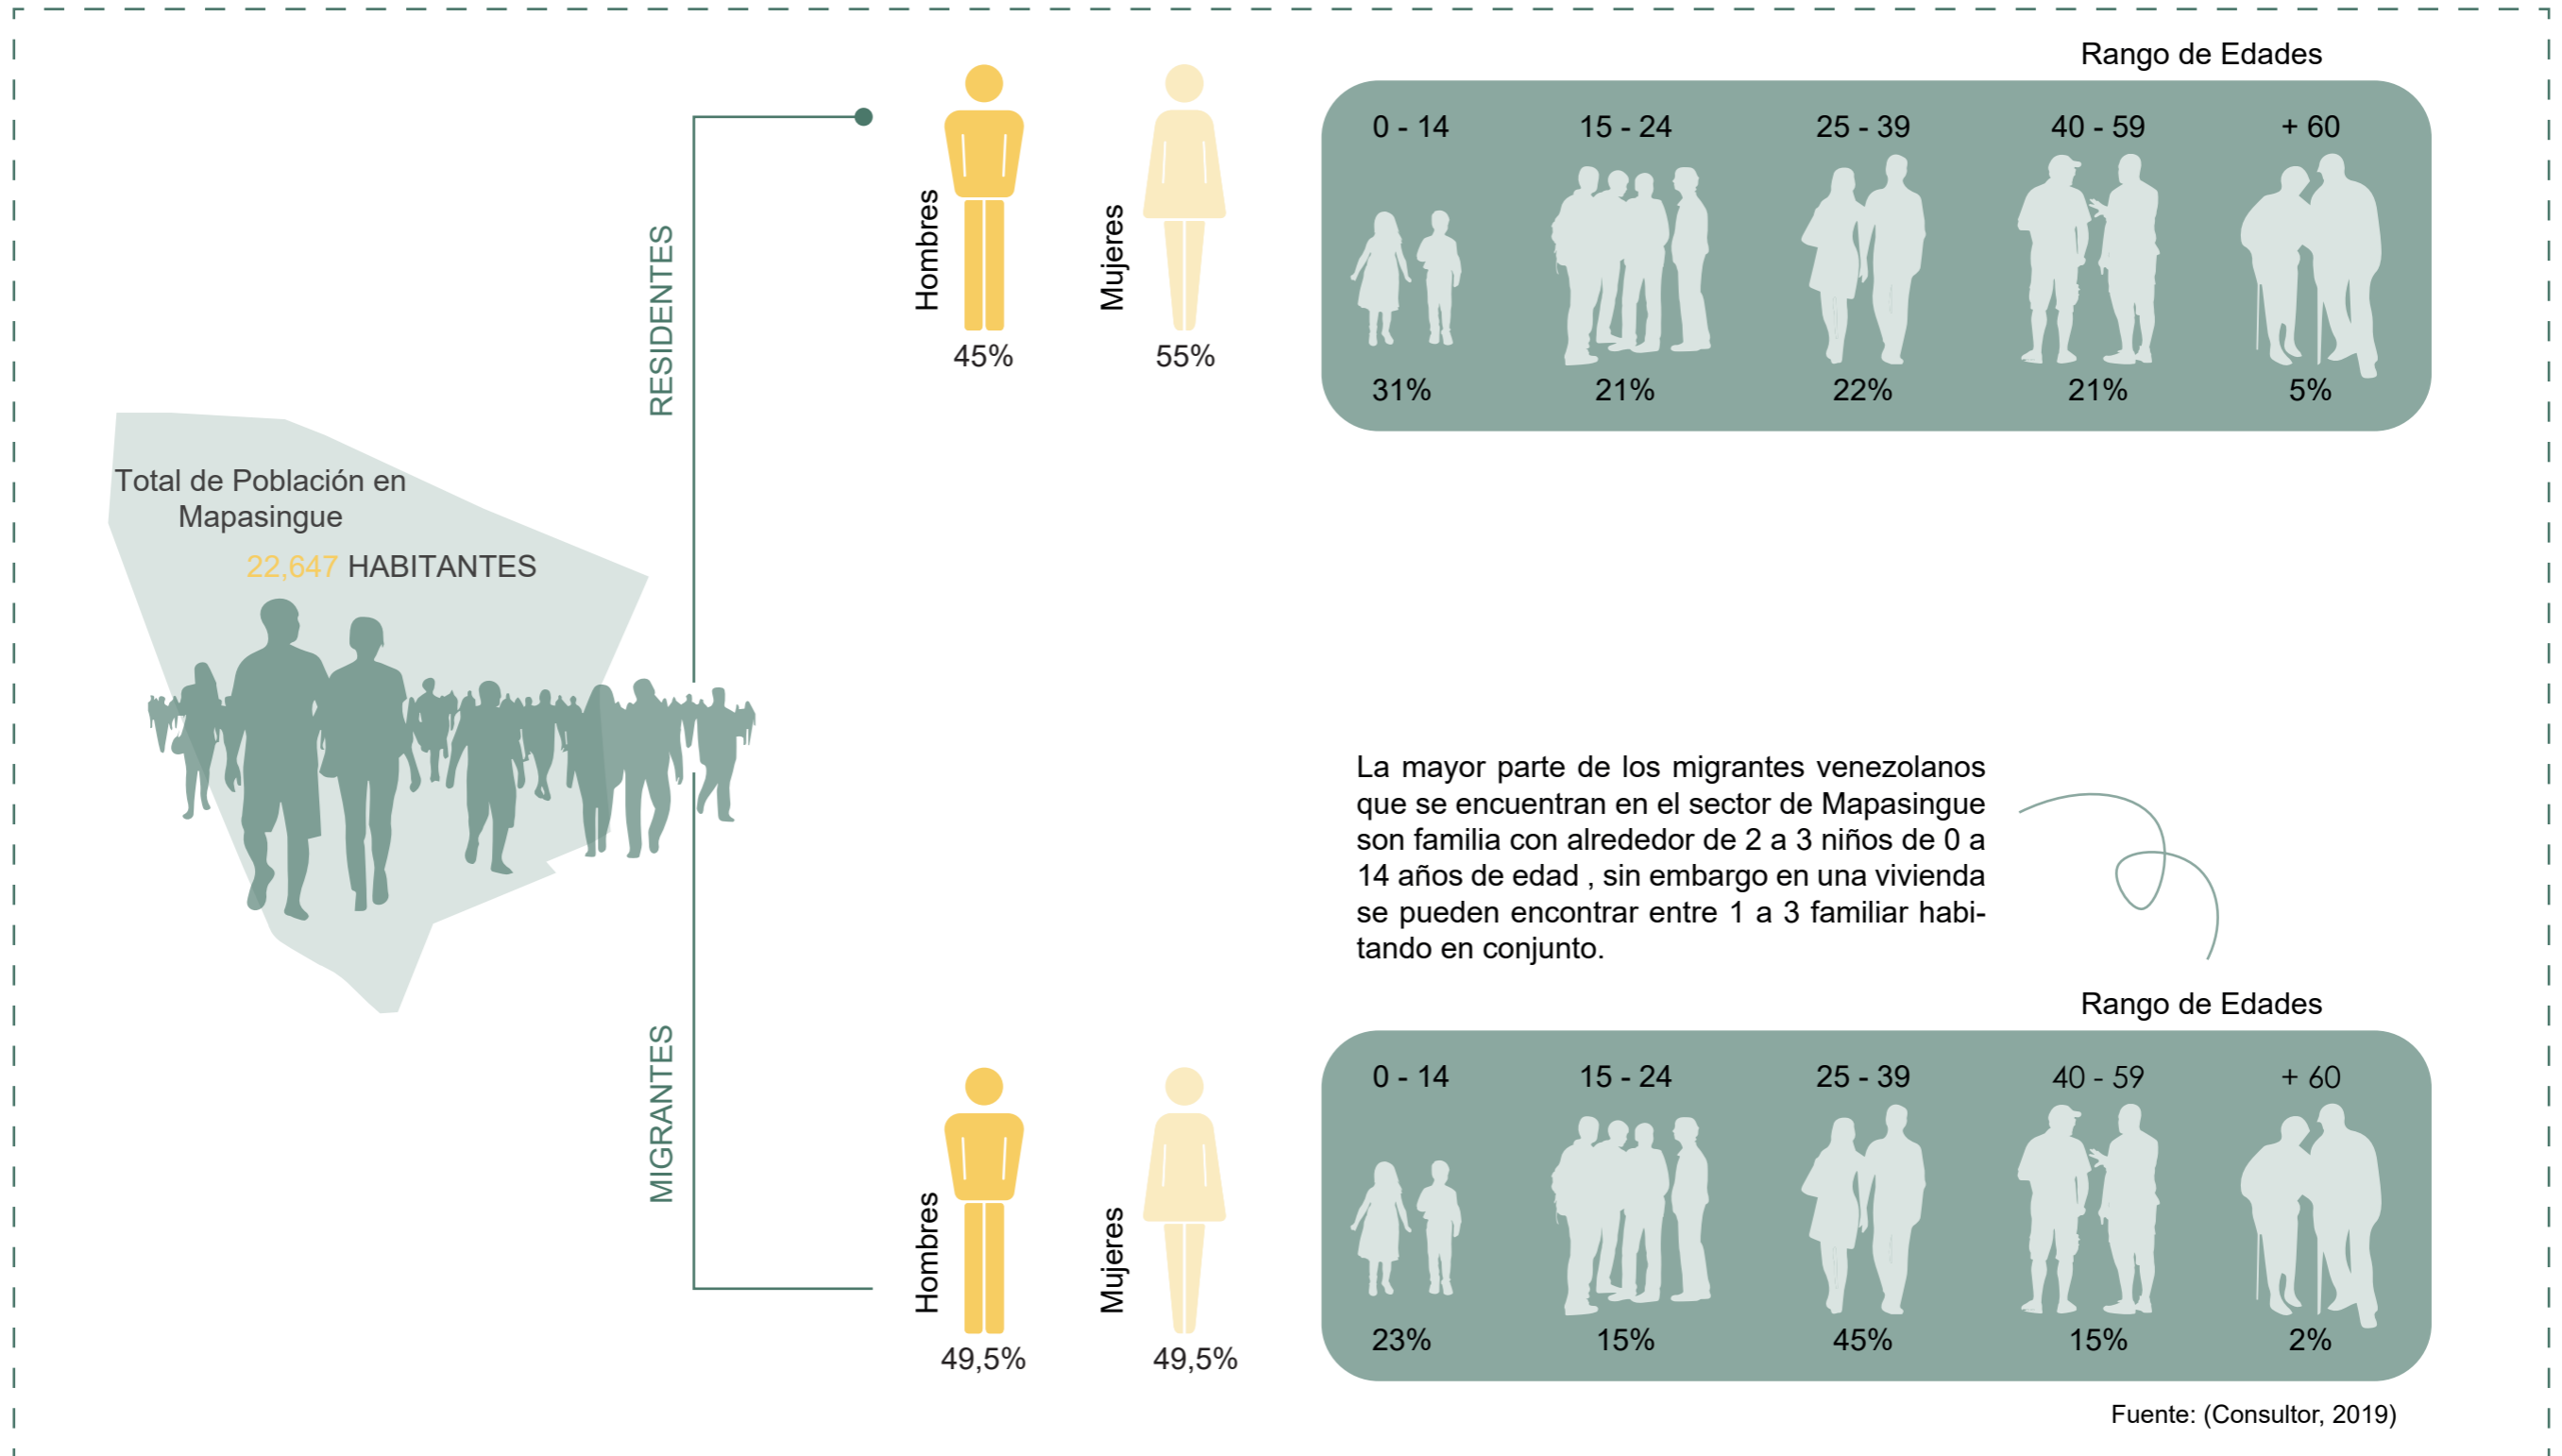 Total de Población en
Mapasingue
22,647 HABITANTES
RESIDENTES
Hombres
45%
Mujeres
55%
Rango de Edades
0 - 14 15 - 24 25 - 39 40 - 59 + 60
31% 21% 22% 21% 5%
La mayor parte de los migrantes venezolanos
que se encuentran en el sector de Mapasingue
son familia con alrededor de 2 a 3 niños de 0 a
14 años de edad , sin embargo en una vivienda
se pueden encontrar entre 1 a 3 familiar habi-
tando en conjunto.
MIGRANTES
Hombres
49,5%
Mujeres
49,5%
Rango de Edades
0 - 14 15 - 24 25 - 39 40 - 59 + 60
23% 15% 45% 15% 2%
Fuente: (Consultor, 2019)